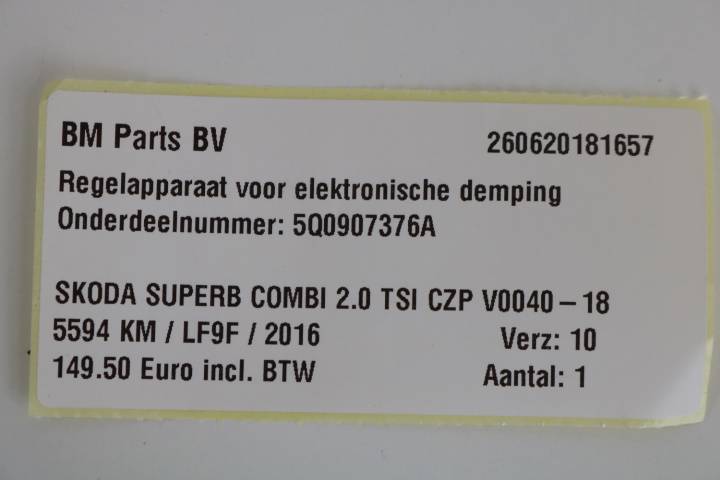 BM Parts BV 260620181657
Regelapparaat voor elektronische demping
Onderdeelnummer: 5Q0907376A
SKODA SUPERB COMBI 2.0 TSI CZP V0040 – 18
5594 KM / LF9F / 2016 Verz: 10
149.50 Euro incl. BTW Aantal: 1